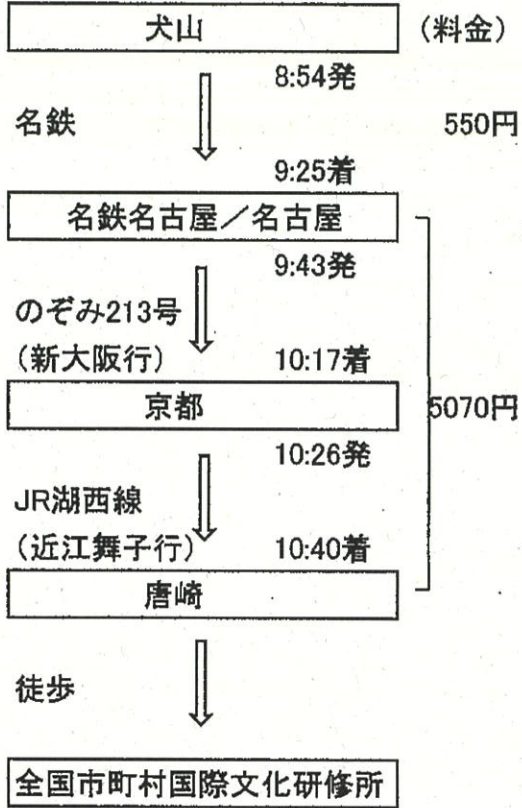 犬山 (料金)
8:54発
名鉄 550円
9:25着
名鉄名古屋／名古屋
9:43発
のぞみ213号
(新大阪行) 10:17着
京都 5070円
10:26発
JR湖西線
(近江舞子行) 10:40着
唐崎
徒歩
全国市町村国際文化研修所